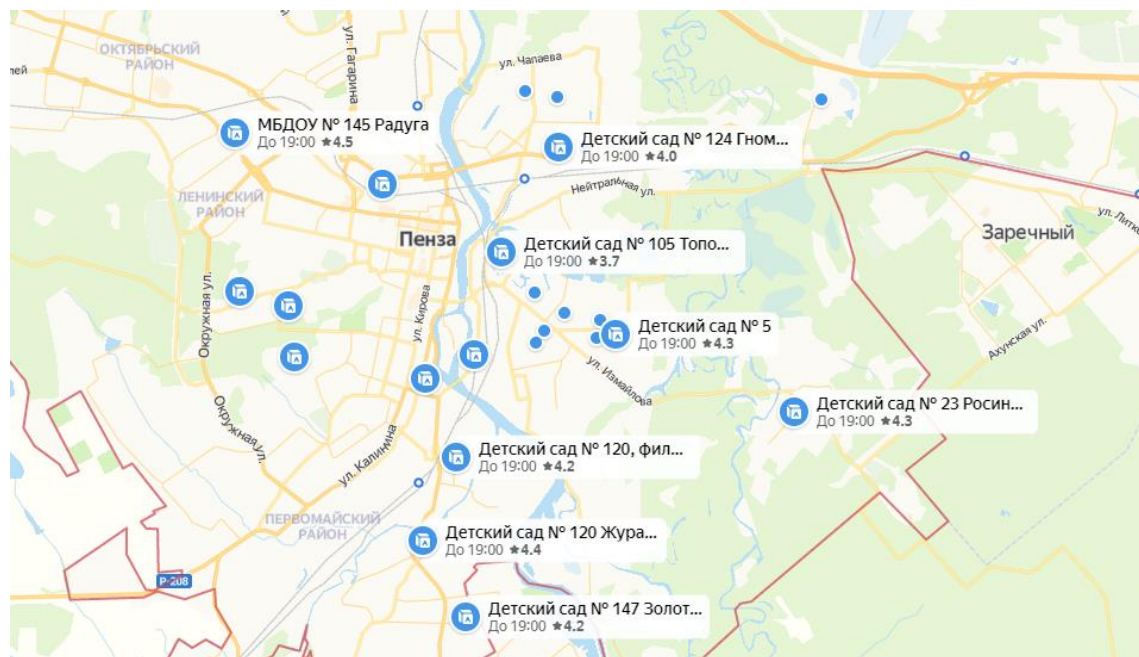 ОКТЯБРЬСКИЙ
РАЙОН
ул. Гагарина
ул. Чапаева
лей
МБДОУ № 145 Радуга
До 19:00 ★4.5
Детский сад № 124 Гном...
До 19:00 ★4.0
ЛЕНИНСКИЙ
РАЙОН
Нейтральная ул.
ул. Литке
Пенза
Заречный
Детский сад № 105 Топо...
До 19:00 ★3.7
Окружная ул.
ул. Кирова
Детский сад № 5
До 19:00 ★4.3
Ахунская ул.
ул. Измайлова
Детский сад № 23 Росин...
До 19:00 ★4.3
Окружная ул.
ул. Калинина
Детский сад № 120, фил...
До 19:00 ★4.2
ПЕРВОМАЙСКИЙ
РАЙОН
Детский сад № 120 Жура...
До 19:00 ★4.4
Р-208
Детский сад № 147 Золот...
До 19:00 ★4.2